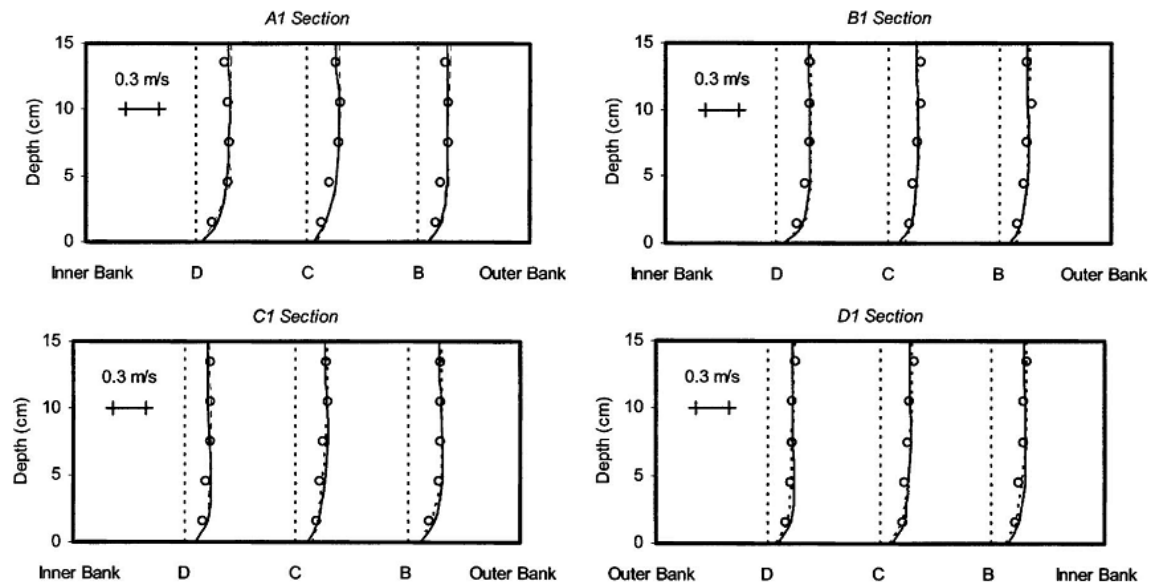 A1 Section
15
10
5
0
Depth (cm)
0.3 m/s
Inner Bank D C B Outer Bank
B1 Section
15
10
5
0
Depth (cm)
0.3 m/s
Inner Bank D C B Outer Bank
C1 Section
15
10
5
0
Depth (cm)
0.3 m/s
Inner Bank D C B Outer Bank
D1 Section
15
10
5
0
Depth (cm)
0.3 m/s
Outer Bank D C B Inner Bank